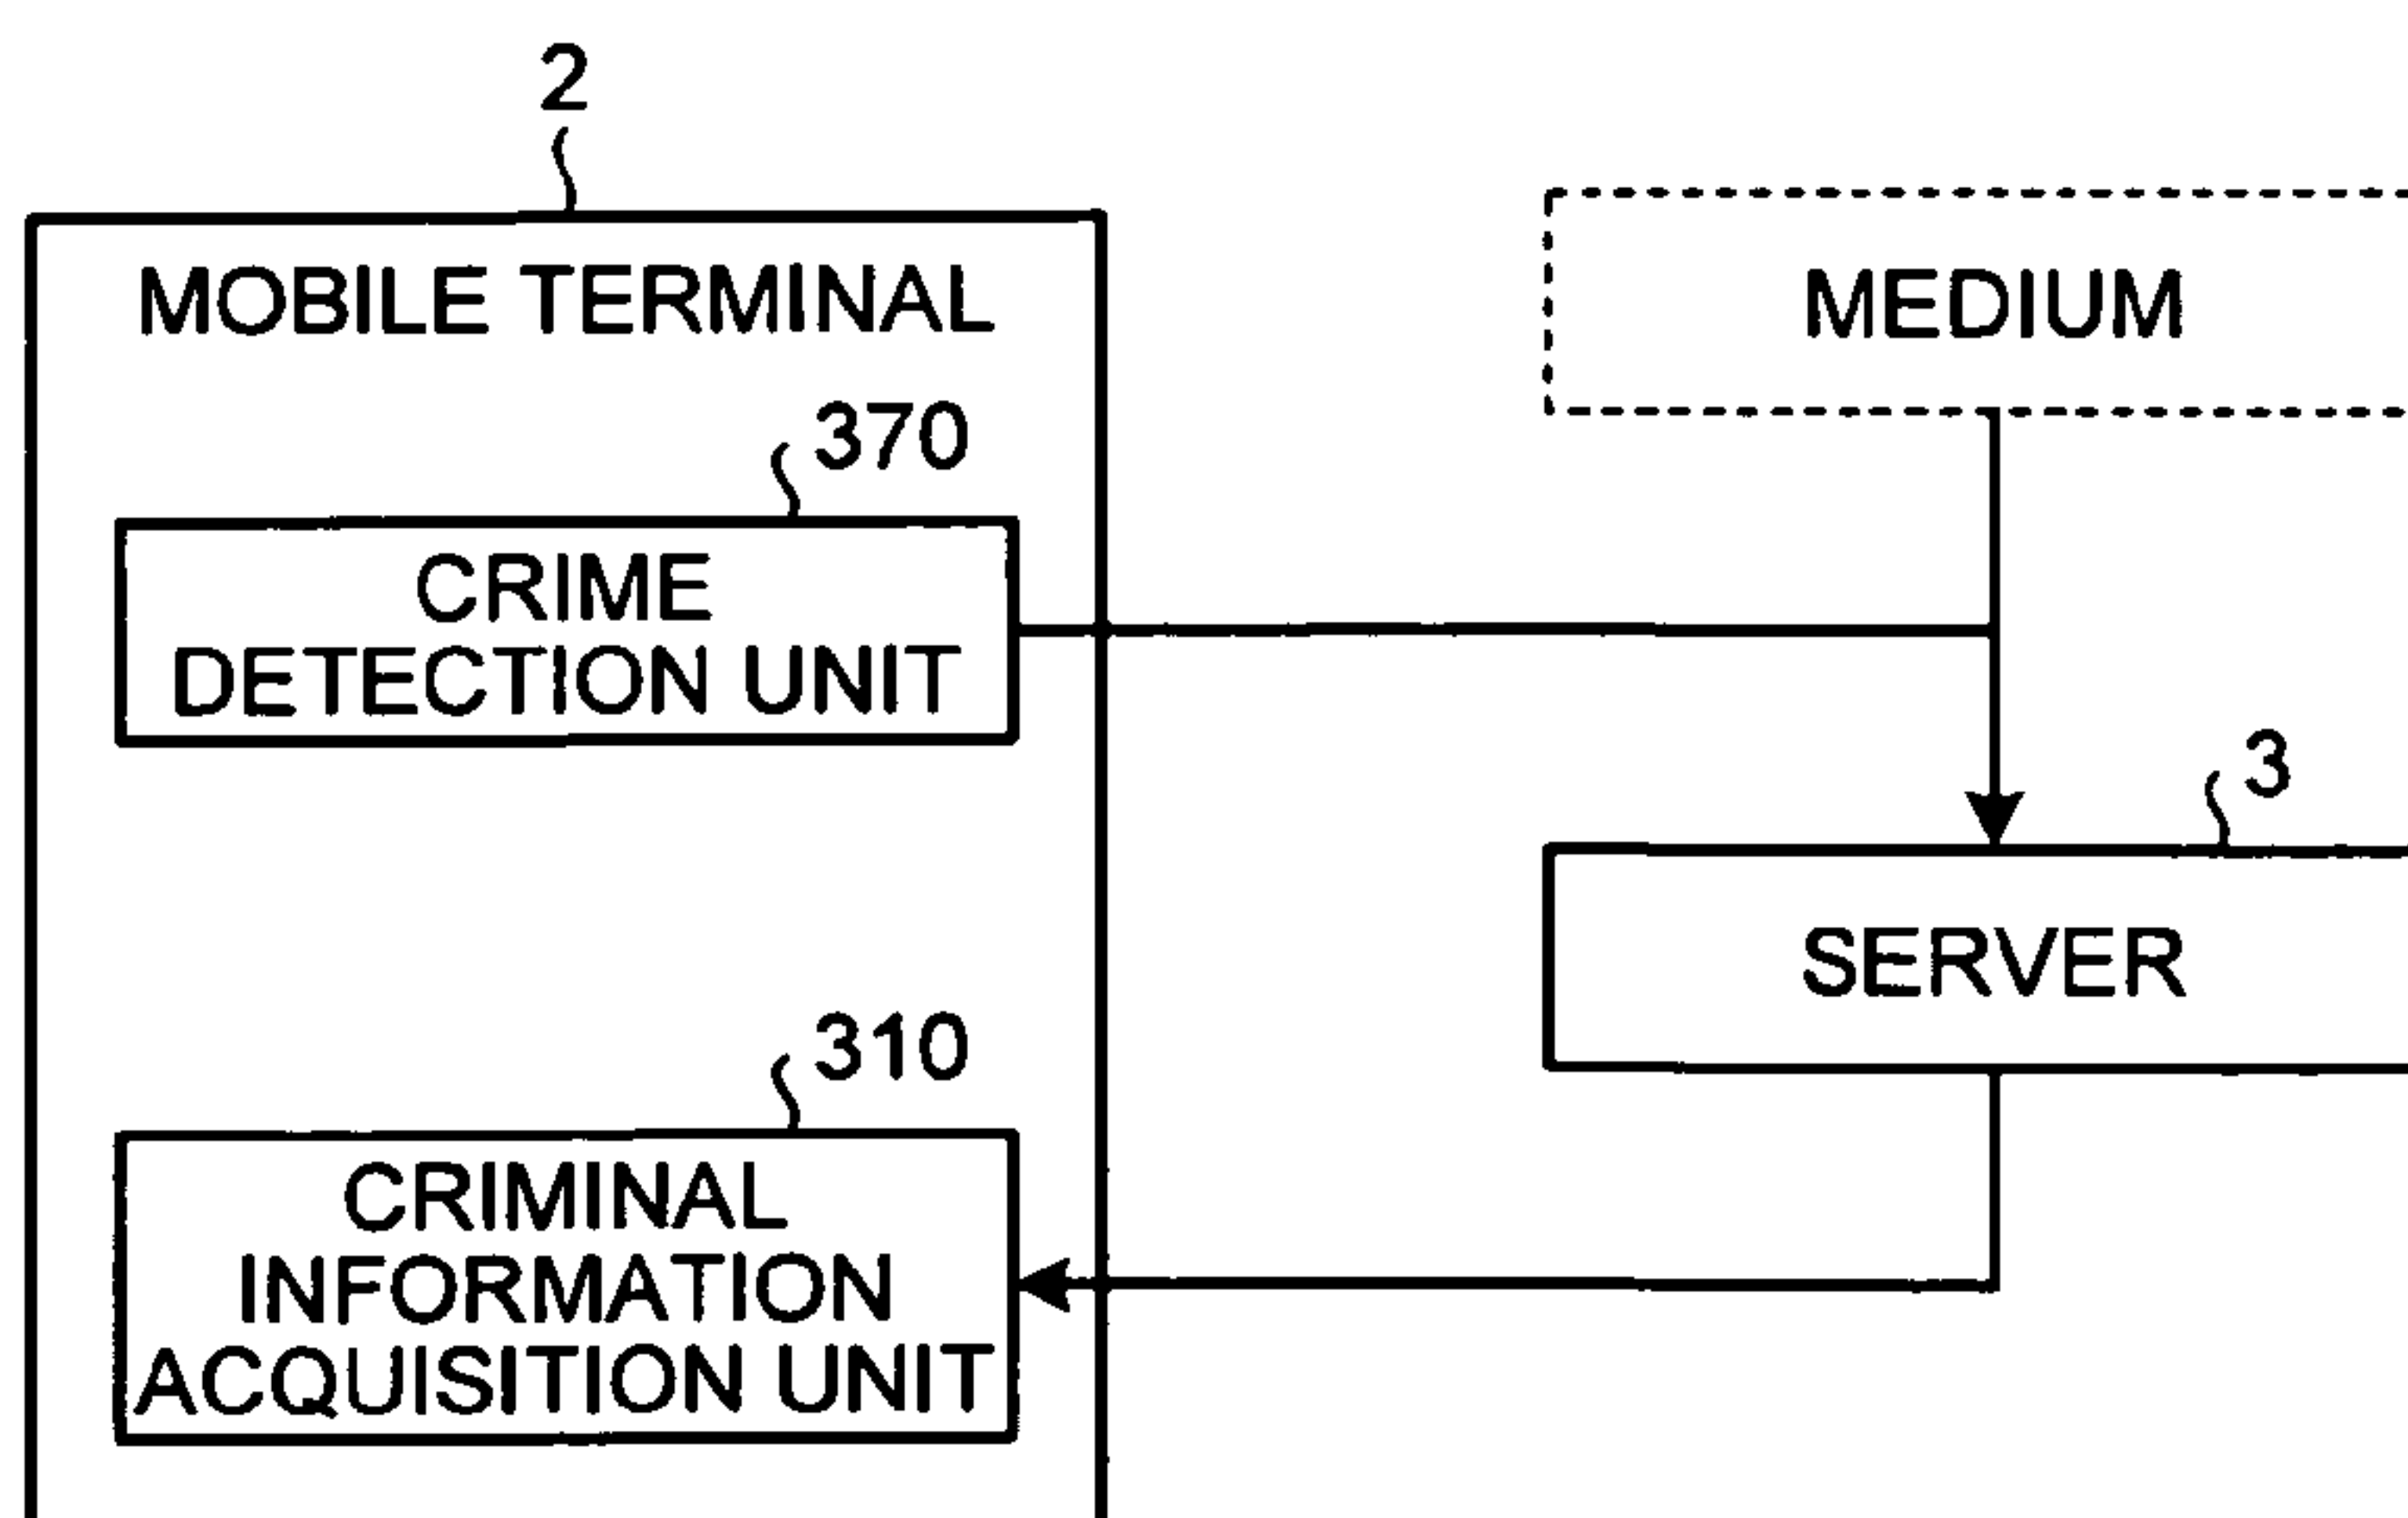 2
MOBILE TERMINAL
MEDIUM
370
CRIME
DETECTION UNIT
3
SERVER
310
CRIMINAL
INFORMATION
ACQUISITION UNIT